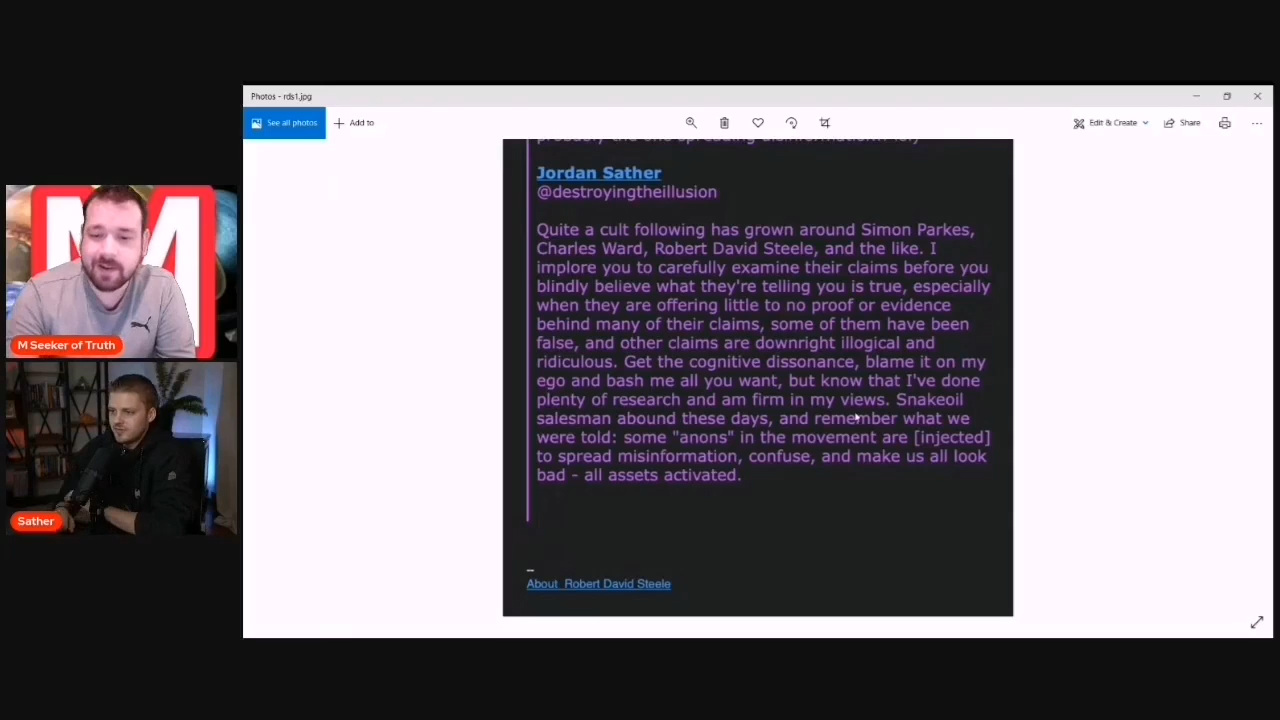 Photos - rds1.jpg
See all photos
Add to
Edit & Create
Share
Jordan Sather
@destroyingtheillusion
Quite a cult following has grown around Simon Parkes,
Charles Ward, Robert David Steele, and the like. I
implore you to carefully examine their claims before you
blindly believe what they're telling you is true, especially
when they are offering little to no proof or evidence
behind many of their claims, some of them have been
false, and other claims are downright illogical and
ridiculous. Get the cognitive dissonance, blame it on my
ego and bash me all you want, but know that I've done
plenty of research and am firm in my views. Snakeoil
salesman abound these days, and remember what we
were told: some "anons" in the movement are [injected]
to spread misinformation, confuse, and make us all look
bad - all assets activated.
--
About Robert David Steele
M
M Seeker of Truth
Sather